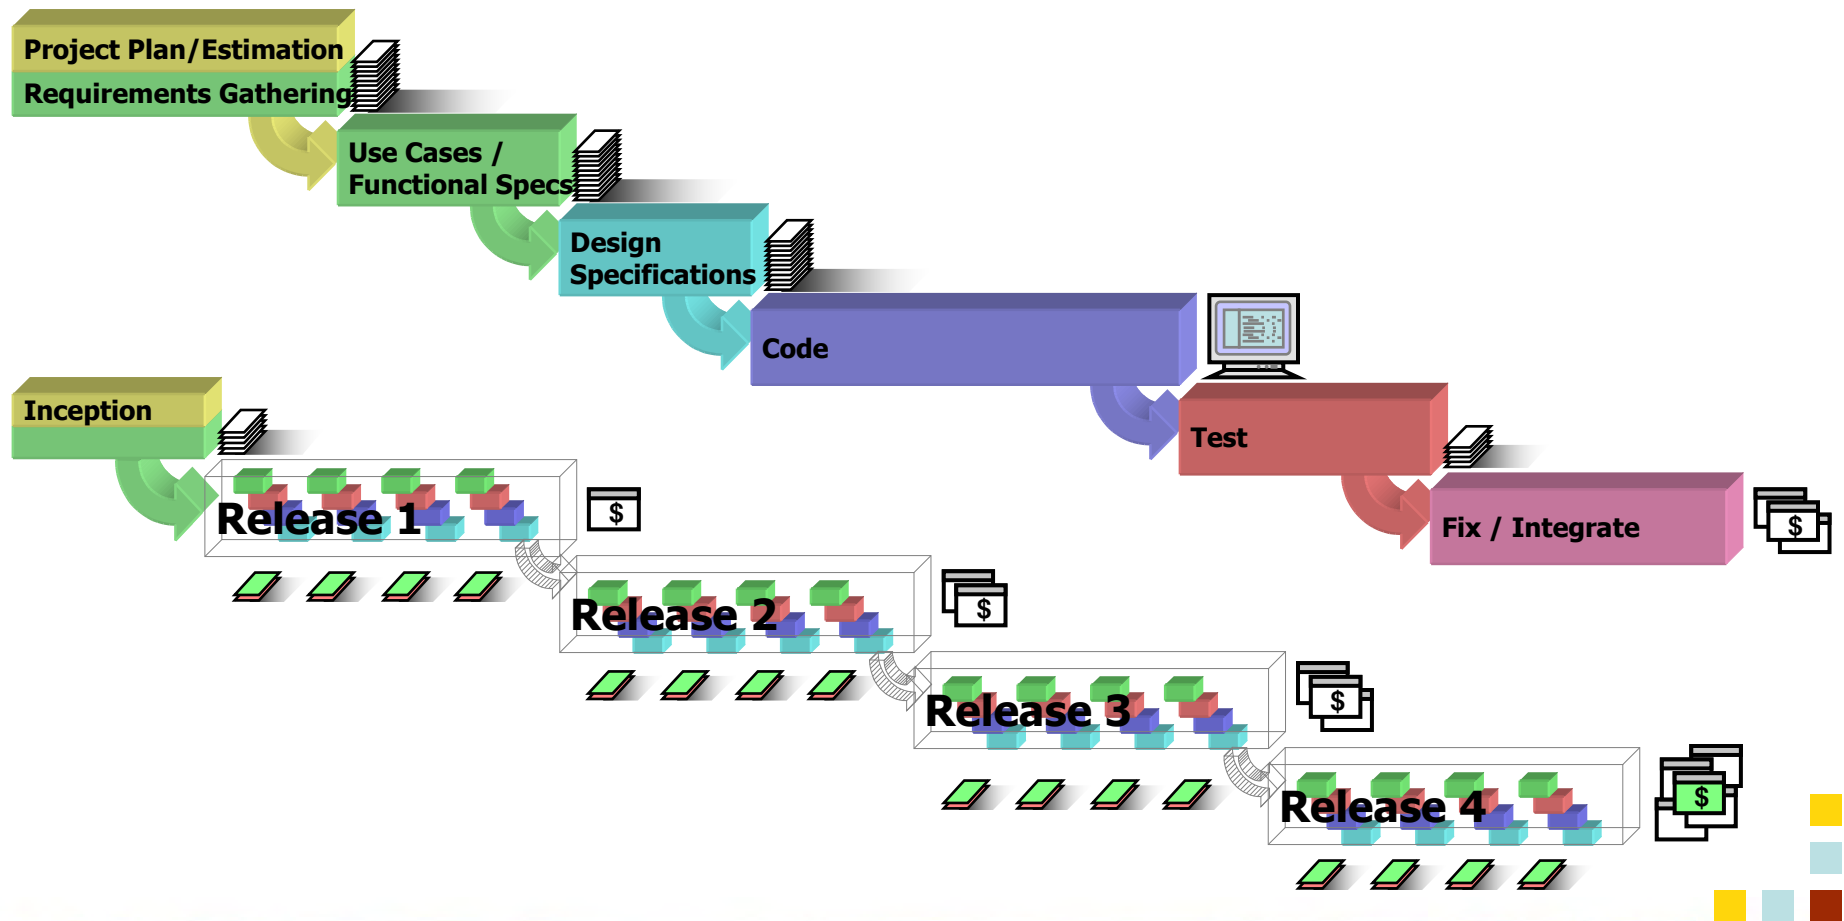 Project Plan/Estimation
Requirements Gathering
Use Cases /
Functional Specs
Design
Specifications
Code
Test
Fix / Integrate
$
Inception
Release 1
$
Release 2
$
Release 3
$
Release 4
$